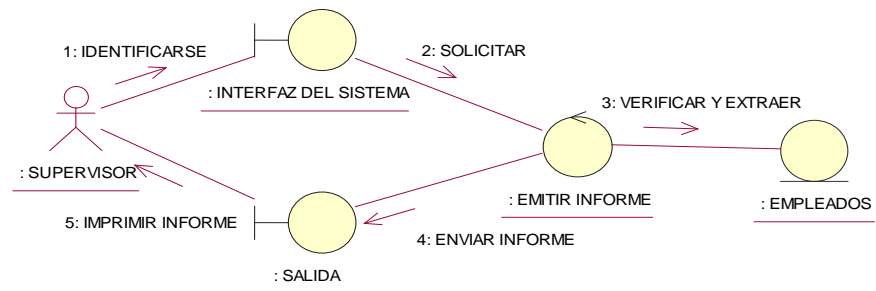 1: IDENTIFICARSE
2: SOLICITAR
: INTERFAZ DEL SISTEMA
3: VERIFICAR Y EXTRAER
: SUPERVISOR
: EMITIR INFORME
: EMPLEADOS
5: IMPRIMIR INFORME
4: ENVIAR INFORME
: SALIDA